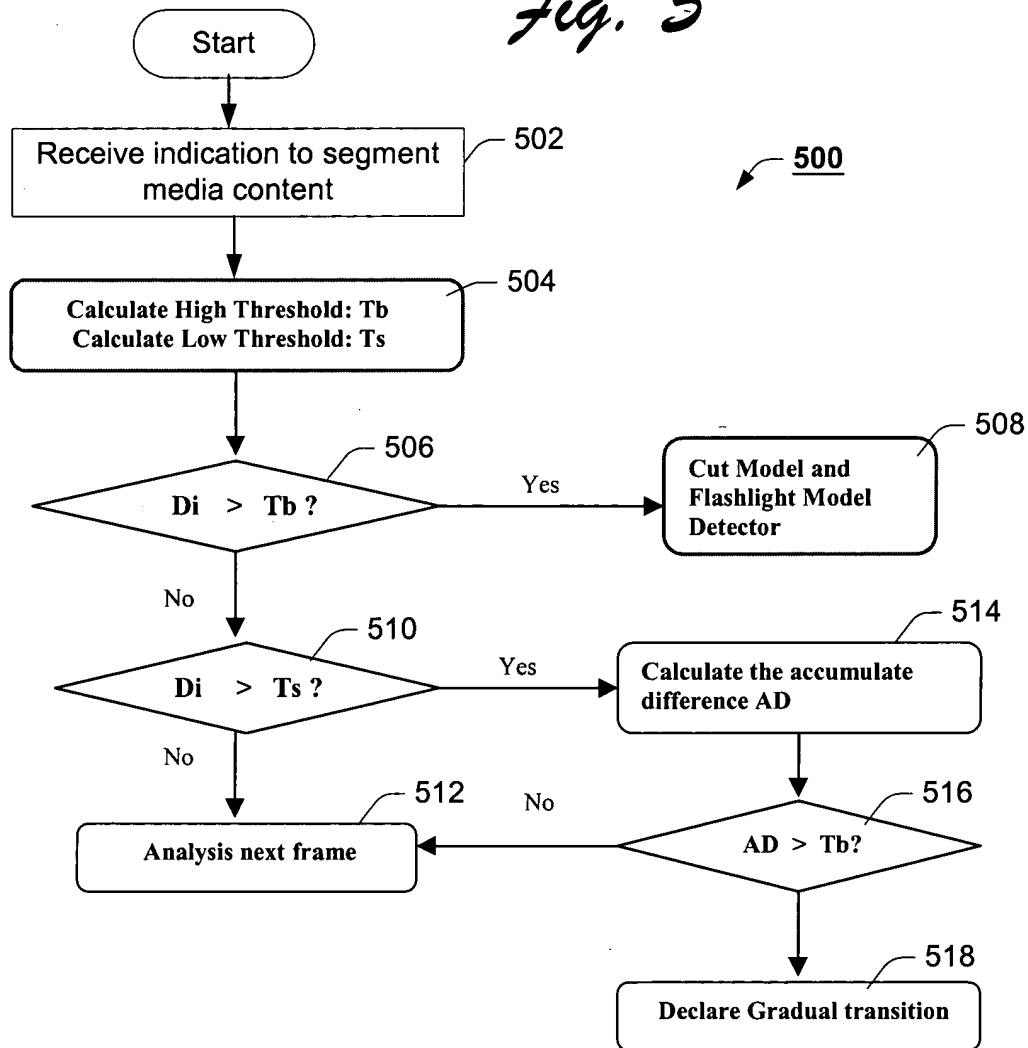 Fig. 5
Start
502
Receive indication to segment
media content
500
504
Calculate High Threshold: Tb
Calculate Low Threshold: Ts
506
508
Di > Tb ?
Yes
Cut Model and
Flashlight Model
Detector
No
510
514
Di > Ts ?
Yes
Calculate the accumulate
difference AD
No
512
No
516
Analysis next frame
AD > Tb?
518
Declare Gradual transition